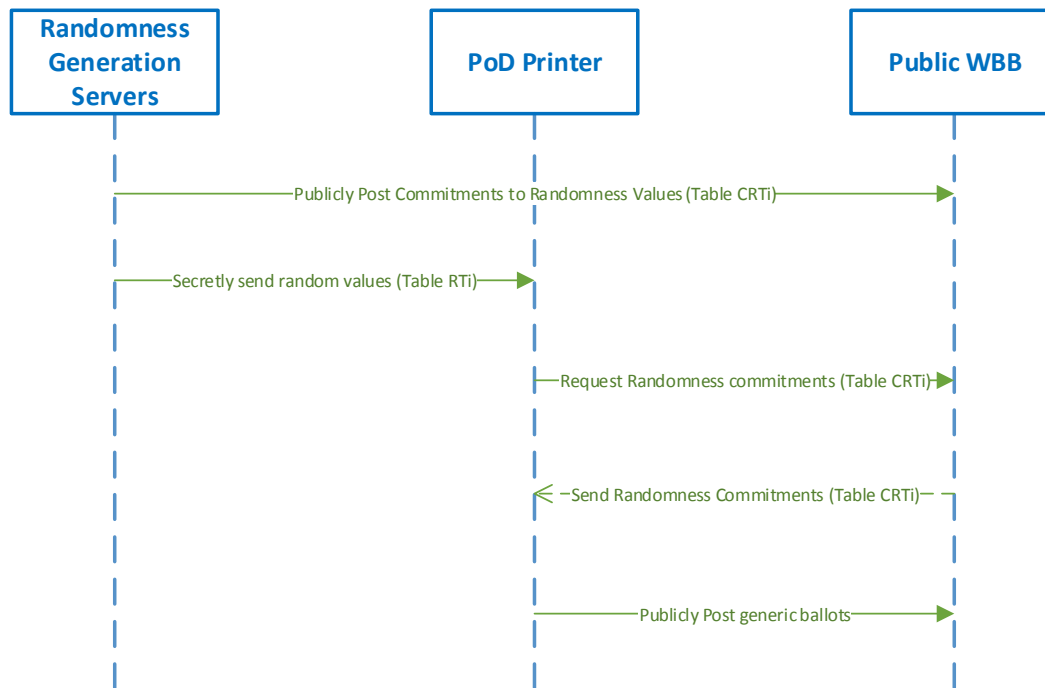 Randomness
Generation
Servers
PoD Printer
Public WBB
Publicly Post Commitments to Randomness Values (Table CRTi)
Secretly send random values (Table RTi)
Request Randomness commitments (Table CRTi)
Send Randomness Commitments (Table CRTi)
Publicly Post generic ballots